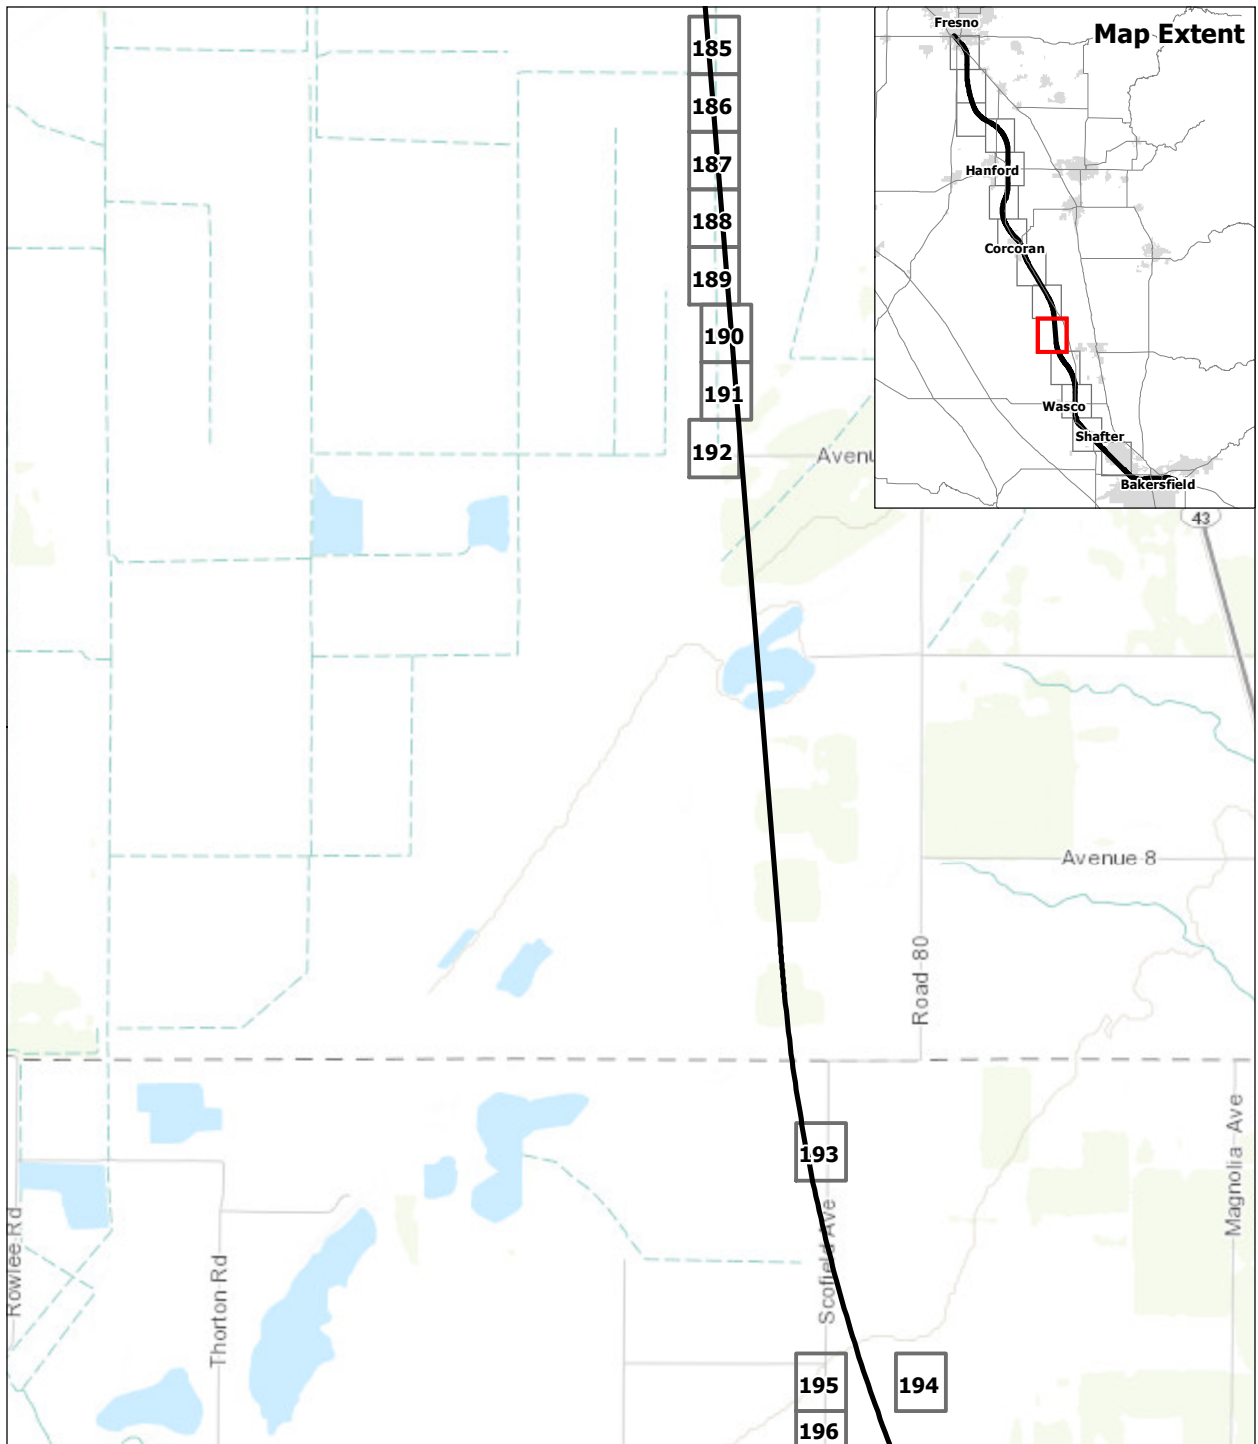 185
186
187
188
189
190
191
192
Avenu
Map Extent
Fresno
Hanford
Corcoran
Wasco
Shafter
Bakersfield
43
Avenue 8
Road 80
193
Scofield Ave
Magnolia Ave
Rowlee Rd
Thorton Rd
195
194
196